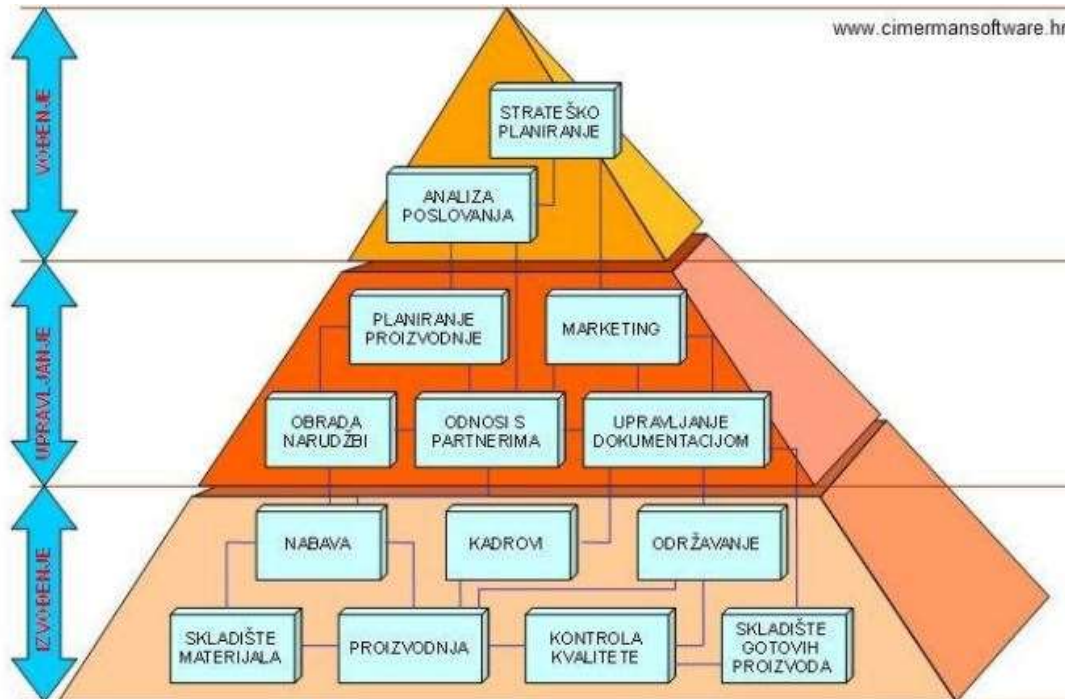 www.cimermansoftware.hr
VOĐENJE
STRATEŠKO
PLANIRANJE
ANALIZA
POSLOVANJA
UPRAVLJANJE
PLANIRANJE
PROIZVODNJE
MARKETING
OBRADA
NARUDŽBI
ODNOSI S
PARTNERIMA
UPRAVLJANJE
DOKUMENTACIJOM
IZVOĐENJE
NABAVA
KADROVI
ODRŽAVANJE
SKLADIŠTE
MATERIJALA
PROIZVODNJA
KONTROLA
KVALITETE
SKLADIŠTE
GOTOVIH
PROIZVODA